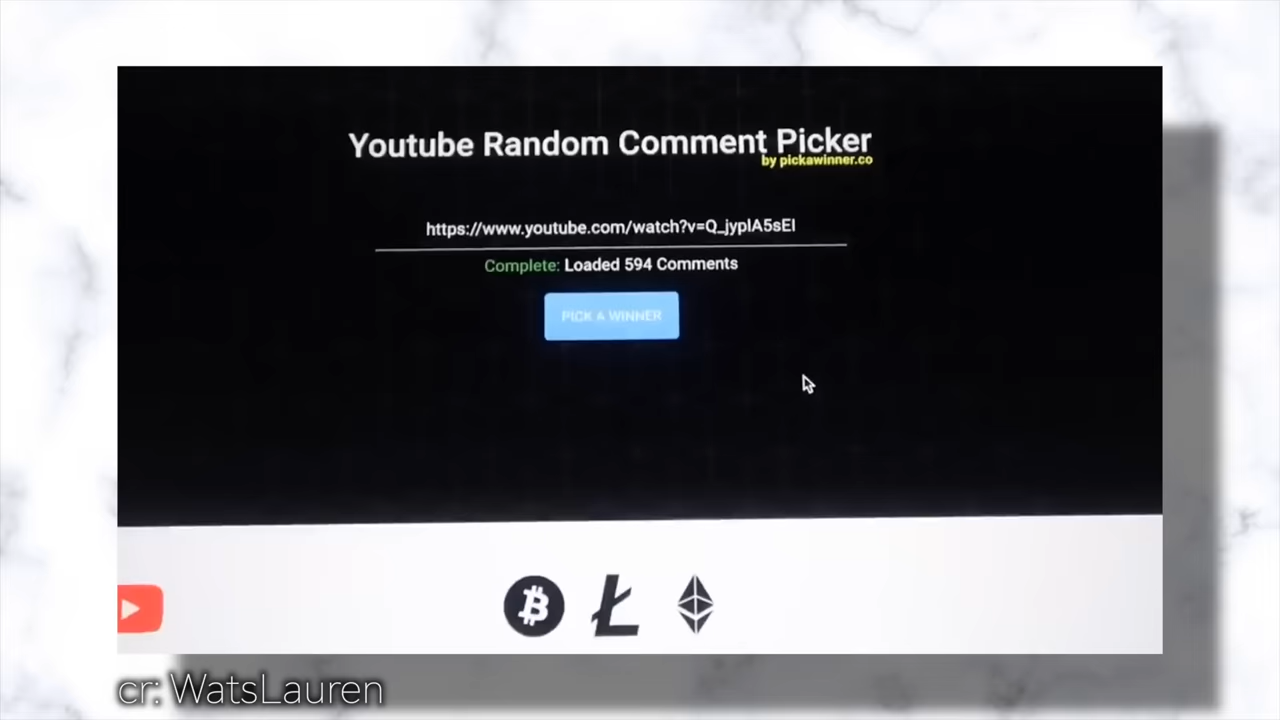 Youtube Random Comment Picker
by pickawinner.co
https://www.youtube.com/watch?v=Q_jyplA5sEI
Complete: Loaded 594 Comments
PICK A WINNER
cr: WatsLauren